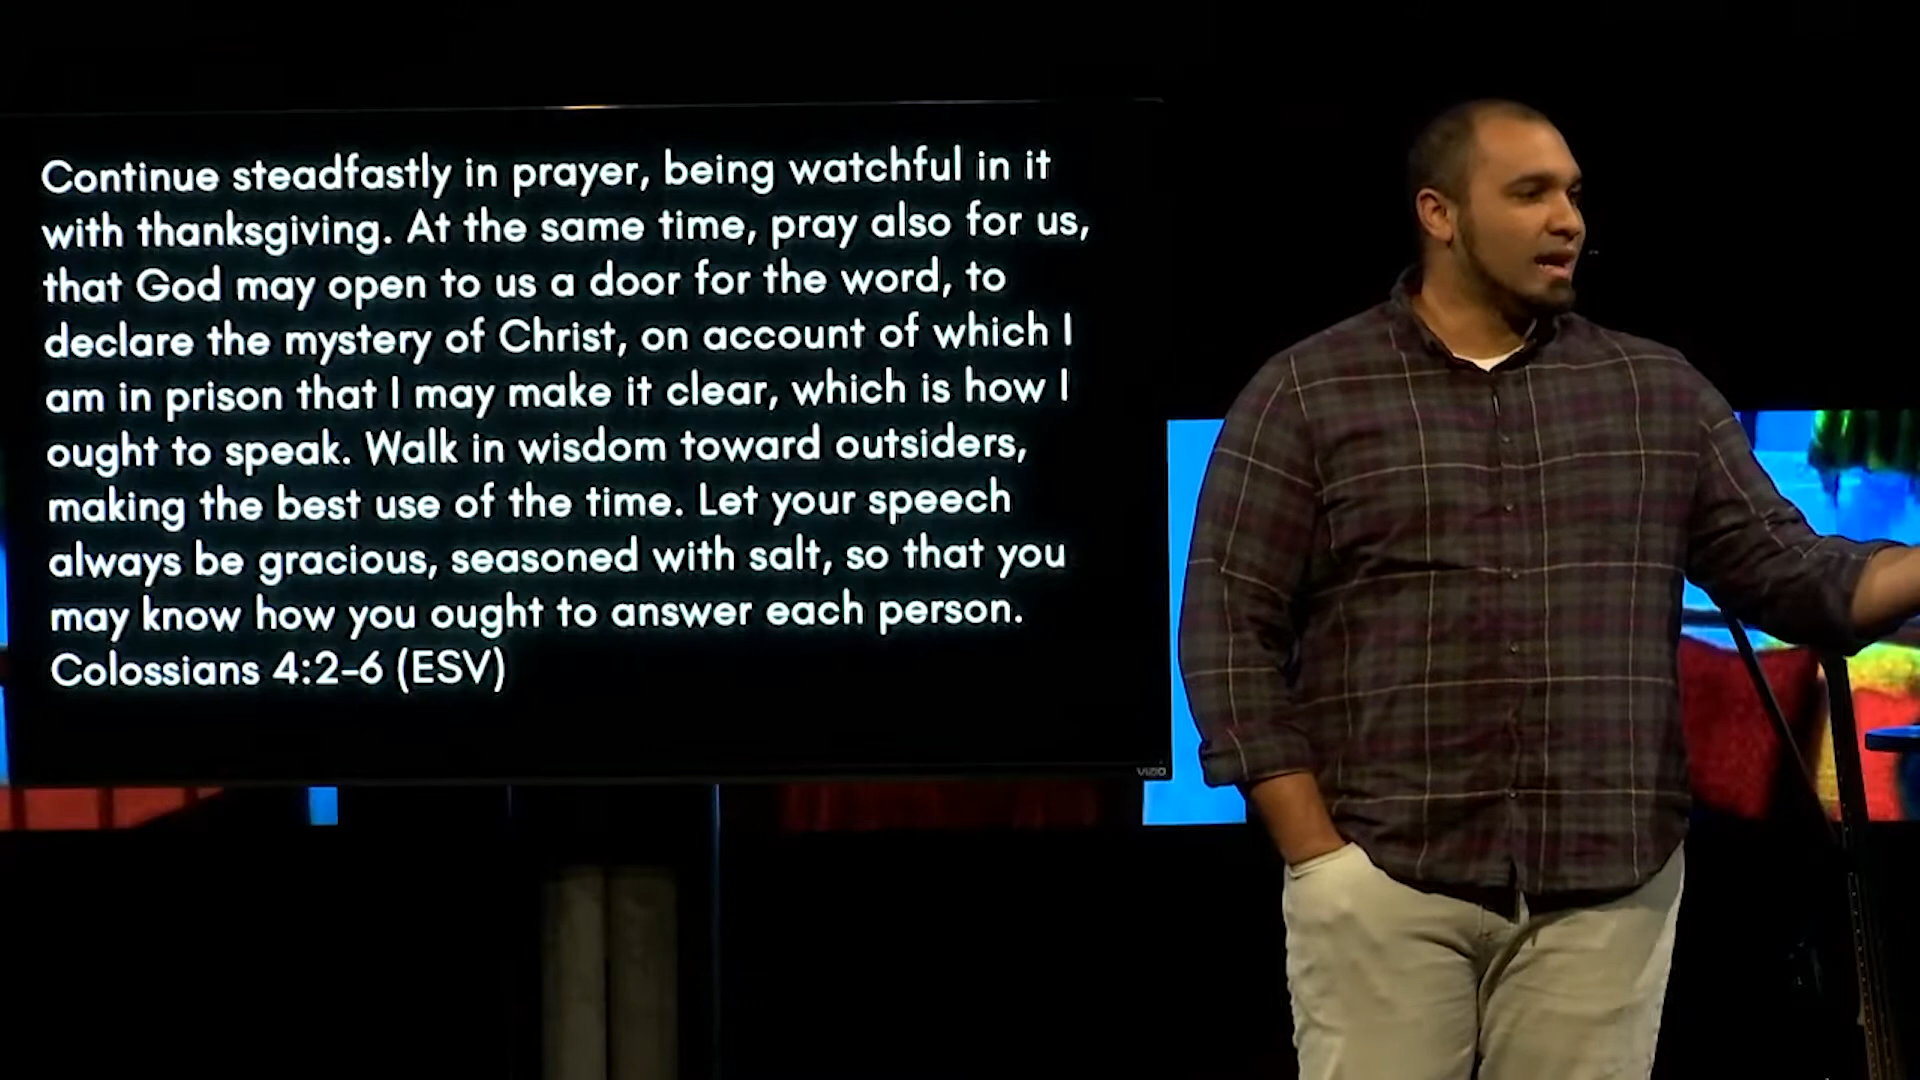 Continue steadfastly in prayer, being watchful in it
with thanksgiving. At the same time, pray also for us,
that God may open to us a door for the word, to
declare the mystery of Christ, on account of which I
am in prison that I may make it clear, which is how I
ought to speak. Walk in wisdom toward outsiders,
making the best use of the time. Let your speech
always be gracious, seasoned with salt, so that you
may know how you ought to answer each person.
Colossians 4:2-6 (ESV)
VIZIO